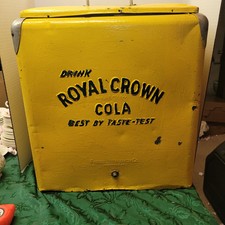 DRINK
ROYAL CROWN
COLA
BEST BY TASTE-TEST